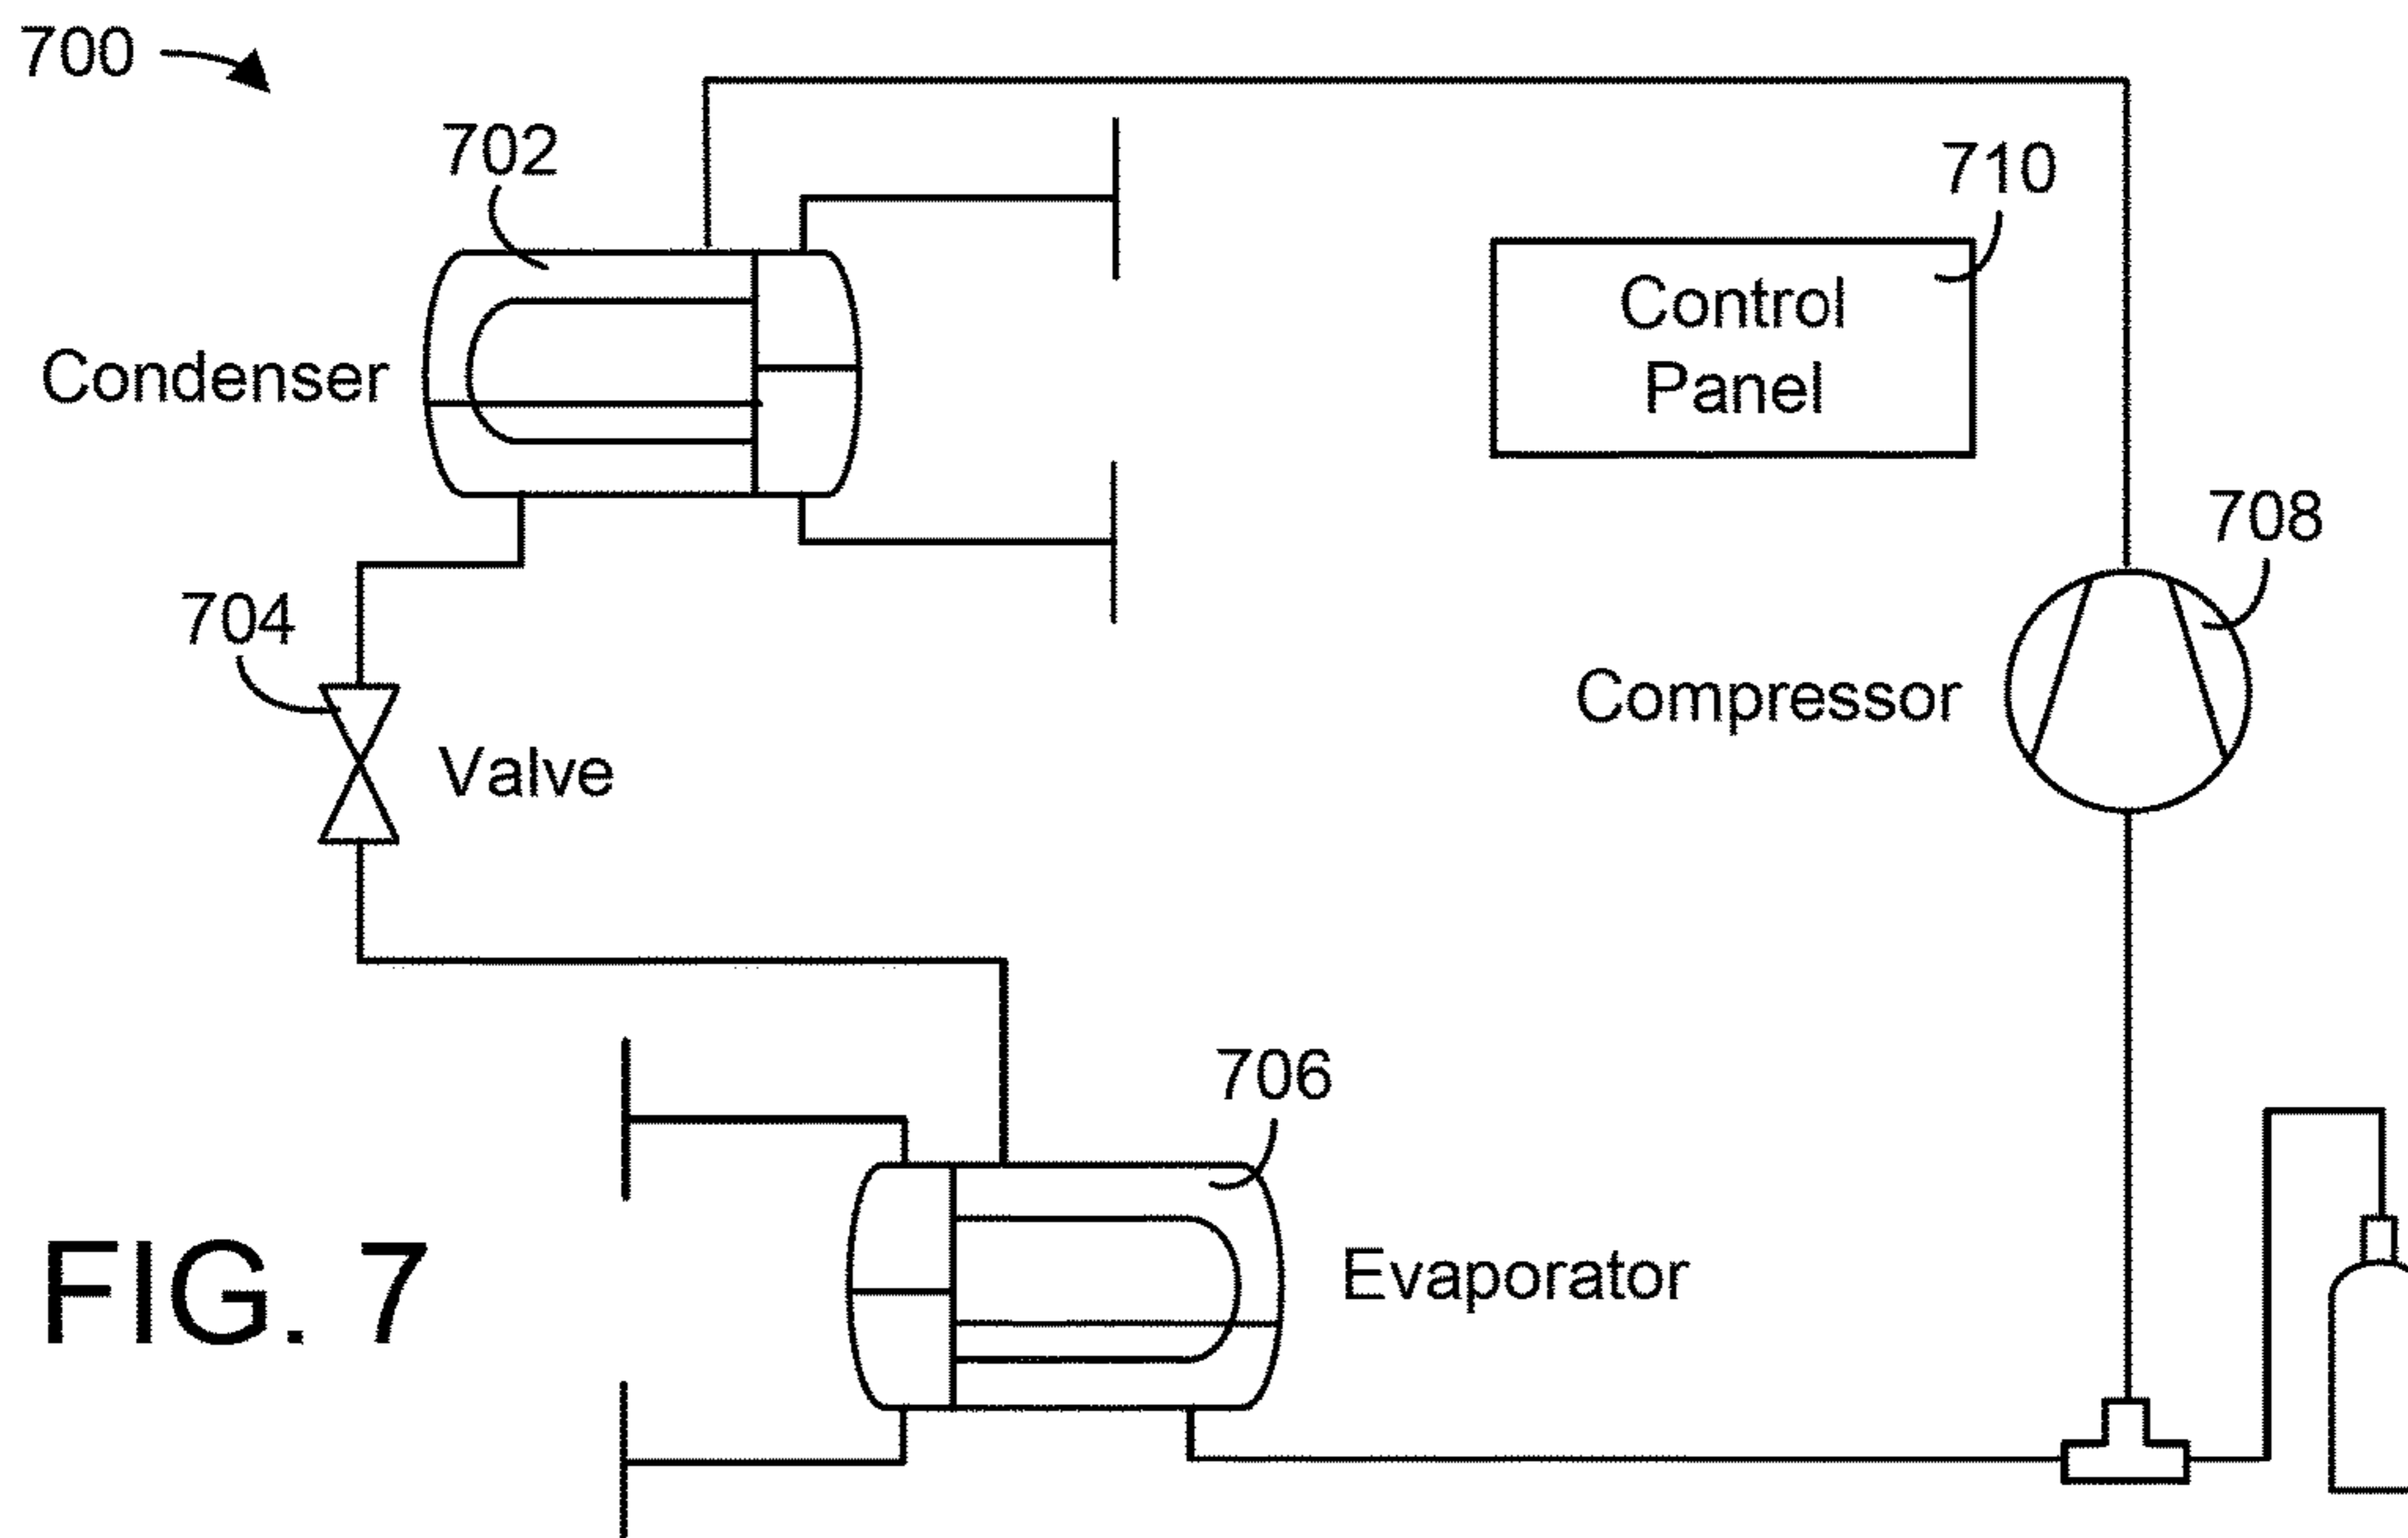 700
702
710
Control
Panel
Condenser
708
704
Compressor
Valve
706
Evaporator
FIG. 7